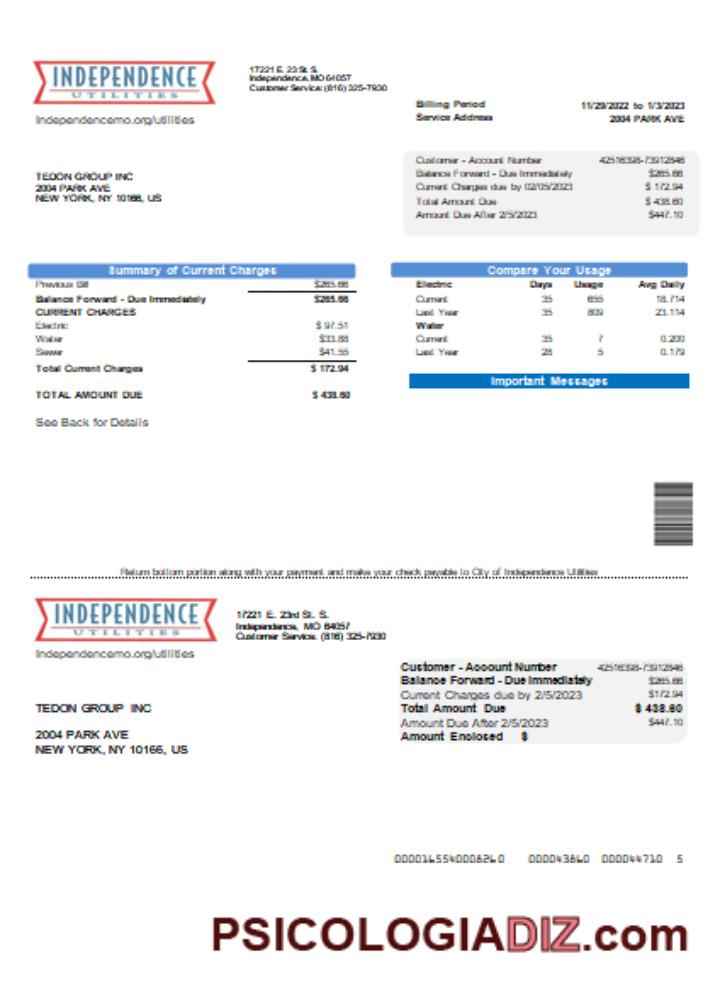 INDEPENDENCE
UTILITIES
Independencemo.org/utilities
17221 E. 23 St. S.
Independence, MO 64057
Customer Service: (816) 325-7930
Billing Period 11/29/2022 to 1/3/2023
Service Address 2004 PARK AVE
TEDON GROUP INC
2004 PARK AVE
NEW YORK, NY 10166, US
Customer - Account Number 42516398-73912846
Balance Forward - Due Immediately $265.66
Current Charges due by 02/05/2023 $ 172.94
Total Amount Due $ 438.60
Amount Due After 2/5/2023 $447.10
Summary of Current Charges
Previous Bill $265.66
Balance Forward - Due Immediately $265.66
CURRENT CHARGES
Electric $ 97.51
Water $33.88
Sewer $41.55
Total Current Charges $ 172.94
TOTAL AMOUNT DUE $ 438.60
See Back for Details
Compare Your Usage
Electric Days Usage Avg Daily
Current 35 655 18.714
Last Year 35 809 23.114
Water
Current 35 7 0.200
Last Year 28 5 0.179
Important Messages
Return bottom portion along with your payment and make your check payable to City of Independence Utilities
INDEPENDENCE
UTILITIES
Independencemo.org/utilities
17221 E. 23rd St. S.
Independence, MO 64057
Customer Service: (816) 325-7930
TEDON GROUP INC
2004 PARK AVE
NEW YORK, NY 10166, US
Customer - Account Number 42516398-73912846
Balance Forward - Due Immediately $265.66
Current Charges due by 2/5/2023 $172.94
Total Amount Due $ 438.60
Amount Due After 2/5/2023 $447.10
Amount Enclosed $
0000165540008260 000043860 000044710 5
PSICOLOGIADIZ.com